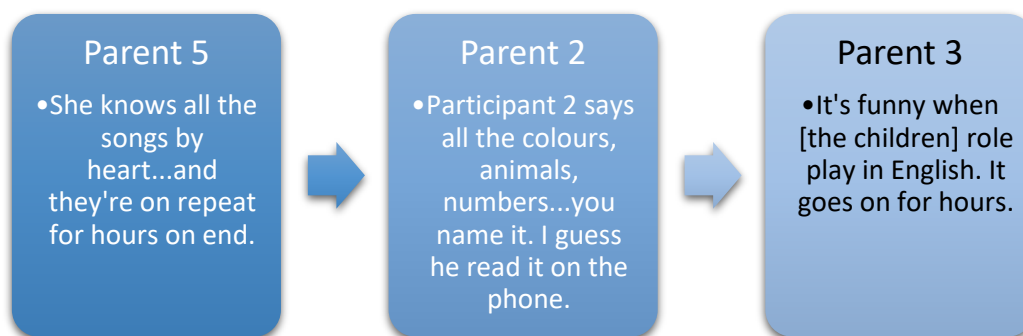 Parent 5
•She knows all the
songs by
heart...and
they're on repeat
for hours on end.
Parent 2
•Participant 2 says
all the colours,
animals,
numbers...you
name it. I guess
he read it on the
phone.
Parent 3
•It's funny when
[the children] role
play in English. It
goes on for hours.